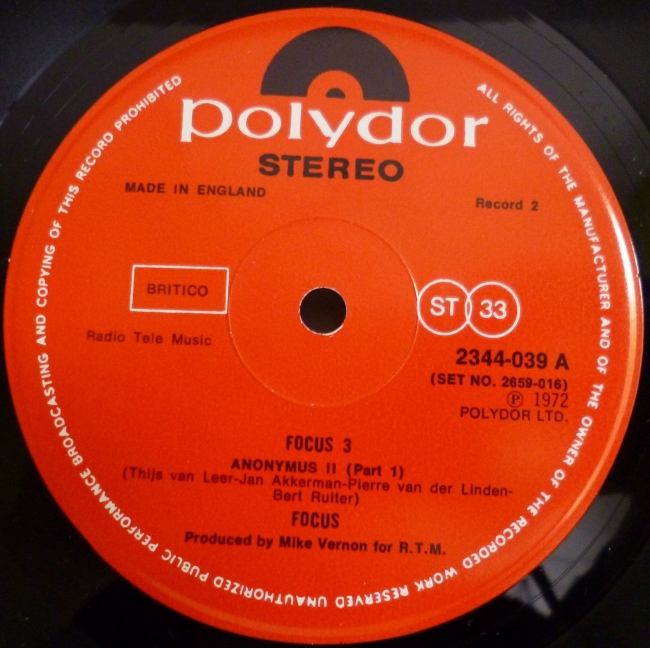 polydor
STEREO
MADE IN ENGLAND
Record 2
BRITICO
ST 33
Radio Tele Music
2344-039 A
(SET NO. 2659-016)
Ⓟ 1972
POLYDOR LTD.
FOCUS 3
ANONYMUS II (Part 1)
(Thijs van Leer-Jan Akkerman-Pierre van der Linden-
Bert Ruiter)
FOCUS
Produced by Mike Vernon for R.T.M.
ALL RIGHTS OF THE MANUFACTURER AND OF THE OWNER OF THE RECORDED WORK RESERVED UNAUTHORIZED PUBLIC PERFORMANCE BROADCASTING AND COPYING OF THIS RECORD PROHIBITED